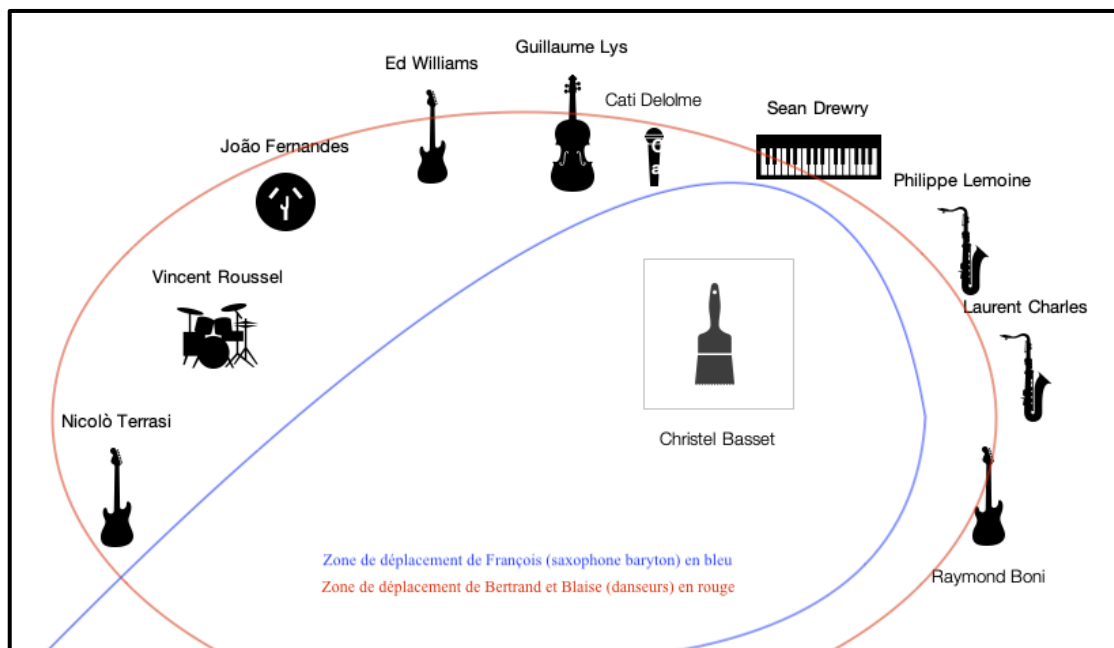 Guillaume Lys
Ed Williams
Cati Delolme
Sean Drewry
João Fernandes
Philippe Lemoine
Vincent Roussel
Laurent Charles
Nicolò Terrasi
Christel Basset
Zone de déplacement de François (saxophone baryton) en bleu
Zone de déplacement de Bertrand et Blaise (danseurs) en rouge
Raymond Boni
C
a